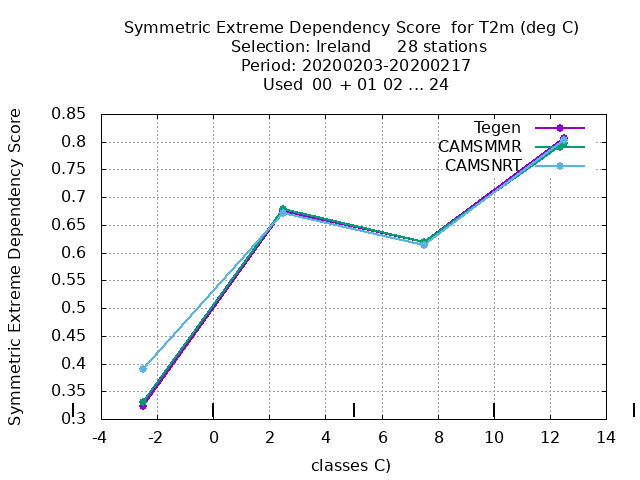 Symmetric Extreme Dependency Score for T2m (deg C)
Selection: Ireland 28 stations
Period: 20200203-20200217
Used 00 + 01 02 ... 24
Symmetric Extreme Dependency Score
0.85
0.8
0.75
0.7
0.65
0.6
0.55
0.5
0.45
0.4
0.35
0.3
Tegen
CAMSMMR
CAMSNRT
-4 -2 0 2 4 6 8 10 12 14
classes C)